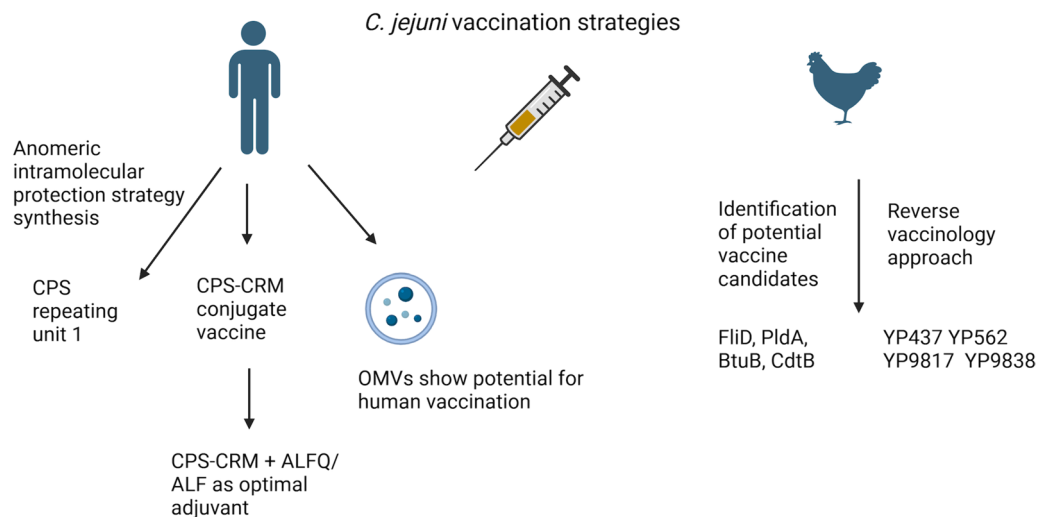 C. jejuni vaccination strategies
Anomeric
intramolecular
protection strategy
synthesis
CPS
repeating
unit 1
CPS-CRM
conjugate
vaccine
OMVs show potential for
human vaccination
CPS-CRM + ALFQ/
ALF as optimal
adjuvant
Identification
of potential
vaccine
candidates
Reverse
vaccinology
approach
FliD, PldA,
BtuB, CdtB
YP437 YP562
YP9817 YP9838